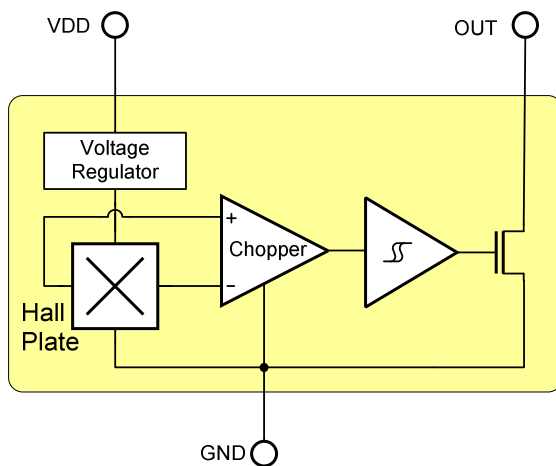 VDD
OUT
Voltage
Regulator
+
Chopper
−
Hall
Plate
GND